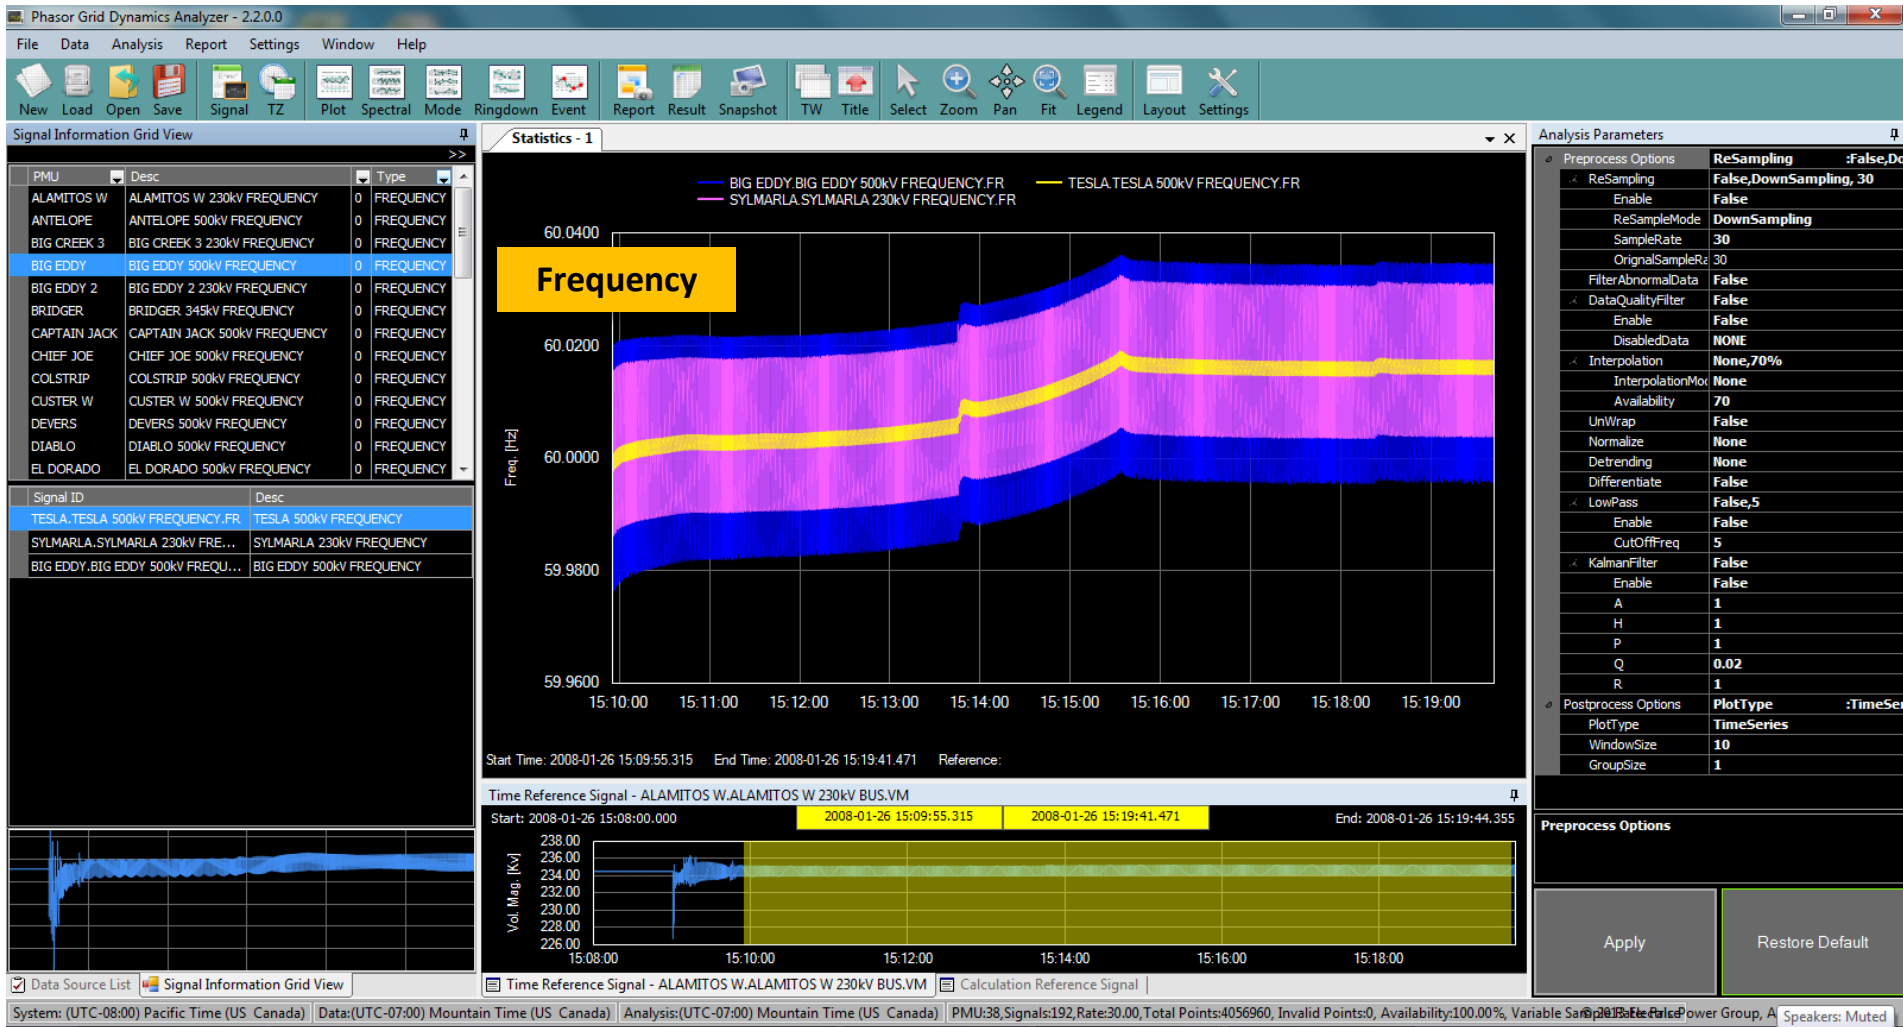 Phasor Grid Dynamics Analyzer - 2.2.0.0
File Data Analysis Report Settings Window Help
New Load Open Save Signal TZ Plot Spectral Mode Ringdown Event Report Result Snapshot TW Title Select Zoom Pan Fit Legend Layout Settings
Signal Information Grid View
>>
PMU Desc Type
ALAMITOS W ALAMITOS W 230kV FREQUENCY 0 FREQUENCY
ANTELOPE ANTELOPE 500kV FREQUENCY 0 FREQUENCY
BIG CREEK 3 BIG CREEK 3 230kV FREQUENCY 0 FREQUENCY
BIG EDDY BIG EDDY 500kV FREQUENCY 0 FREQUENCY
BIG EDDY 2 BIG EDDY 2 230kV FREQUENCY 0 FREQUENCY
BRIDGER BRIDGER 345kV FREQUENCY 0 FREQUENCY
CAPTAIN JACK CAPTAIN JACK 500kV FREQUENCY 0 FREQUENCY
CHIEF JOE CHIEF JOE 500kV FREQUENCY 0 FREQUENCY
COLSTRIP COLSTRIP 500kV FREQUENCY 0 FREQUENCY
CUSTER W CUSTER W 500kV FREQUENCY 0 FREQUENCY
DEVERS DEVERS 500kV FREQUENCY 0 FREQUENCY
DIABLO DIABLO 500kV FREQUENCY 0 FREQUENCY
EL DORADO EL DORADO 500kV FREQUENCY 0 FREQUENCY
Signal ID Desc
TESLA.TESLA 500kV FREQUENCY.FR TESLA 500kV FREQUENCY
SYLMARLA.SYLMARLA 230kV FRE... SYLMARLA 230kV FREQUENCY
BIG EDDY.BIG EDDY 500kV FREQU... BIG EDDY 500kV FREQUENCY
Data Source List Signal Information Grid View
Statistics - 1
BIG EDDY.BIG EDDY 500kV FREQUENCY.FR TESLA.TESLA 500kV FREQUENCY.FR
SYLMARLA.SYLMARLA 230kV FREQUENCY.FR
Frequency
Freq. [Hz]
60.0400
60.0200
60.0000
59.9800
59.9600
15:10:00 15:11:00 15:12:00 15:13:00 15:14:00 15:15:00 15:16:00 15:17:00 15:18:00 15:19:00
Start Time: 2008-01-26 15:09:55.315 End Time: 2008-01-26 15:19:41.471 Reference:
Time Reference Signal - ALAMITOS W.ALAMITOS W 230kV BUS.VM
Start: 2008-01-26 15:08:00.000 2008-01-26 15:09:55.315 2008-01-26 15:19:41.471 End: 2008-01-26 15:19:44.355
Vol. Mag. [Kv]
238.00
236.00
234.00
232.00
230.00
228.00
226.00
15:08:00 15:10:00 15:12:00 15:14:00 15:16:00 15:18:00
Time Reference Signal - ALAMITOS W.ALAMITOS W 230kV BUS.VM Calculation Reference Signal
Analysis Parameters
Preprocess Options ReSampling :False,Do
ReSampling False,DownSampling, 30
Enable False
ReSampleMode DownSampling
SampleRate 30
OrignalSampleRa 30
FilterAbnormalData False
DataQualityFilter False
Enable False
DisabledData NONE
Interpolation None,70%
InterpolationMod None
Availability 70
UnWrap False
Normalize None
Detrending None
Differentiate False
LowPass False,5
Enable False
CutOffFreq 5
KalmanFilter False
Enable False
A 1
H 1
P 1
Q 0.02
R 1
Postprocess Options PlotType :TimeSer
PlotType TimeSeries
WindowSize 10
GroupSize 1
Preprocess Options
Apply Restore Default
System: (UTC-08:00) Pacific Time (US Canada) Data:(UTC-07:00) Mountain Time (US Canada) Analysis:(UTC-07:00) Mountain Time (US Canada) PMU:38,Signals:192,Rate:30.00,Total Points:4056960, Invalid Points:0, Availability:100.00%, Variable Power Group, A
Speakers: Muted